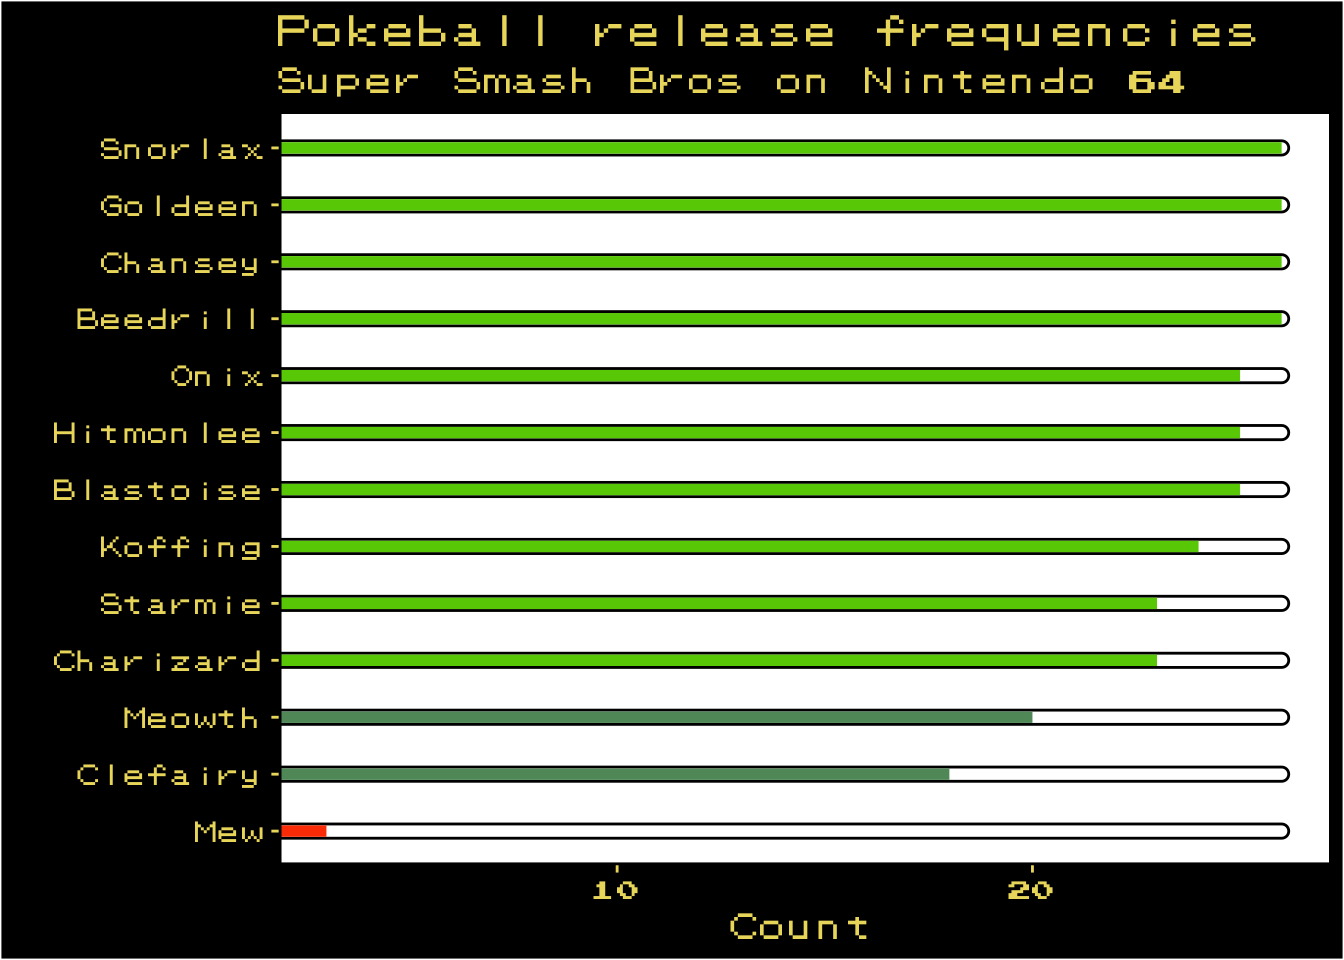 Pokeball release frequencies
Super Smash Bros on Nintendo 64
Snorlax
Goldeen
Chansey
Beedrill
Onix
Hitmonlee
Blastoise
Koffing
Starmie
Charizard
Meowth
Clefairy
Mew
10 20
Count